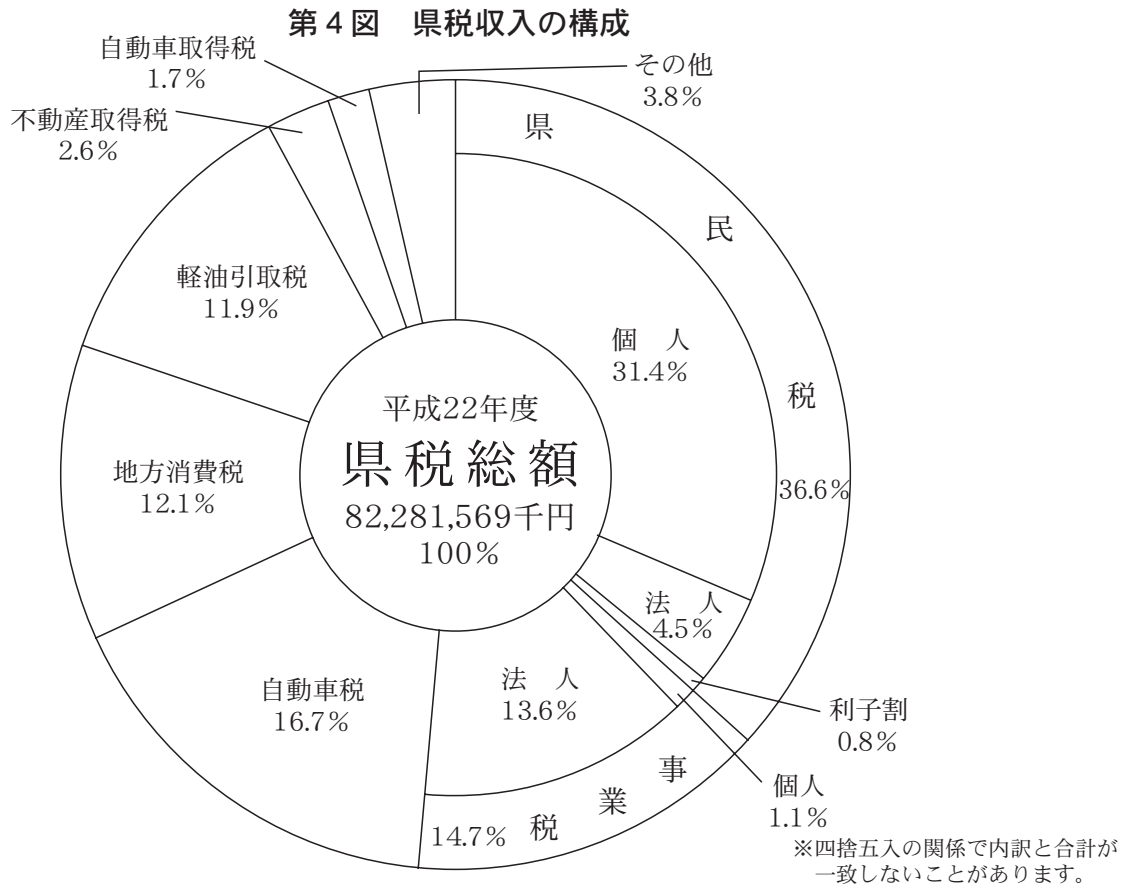 第4図　県税収入の構成
自動車取得税
1.7%
その他
3.8%
不動産取得税
2.6%
県民税
36.6%
個　人
31.4%
軽油引取税
11.9%
平成22年度
県税総額
82,281,569千円
100%
地方消費税
12.1%
法　人
4.5%
利子割
0.8%
自動車税
16.7%
法　人
13.6%
事業税
14.7%
個人
1.1%
※四捨五入の関係で内訳と合計が
一致しないことがあります。